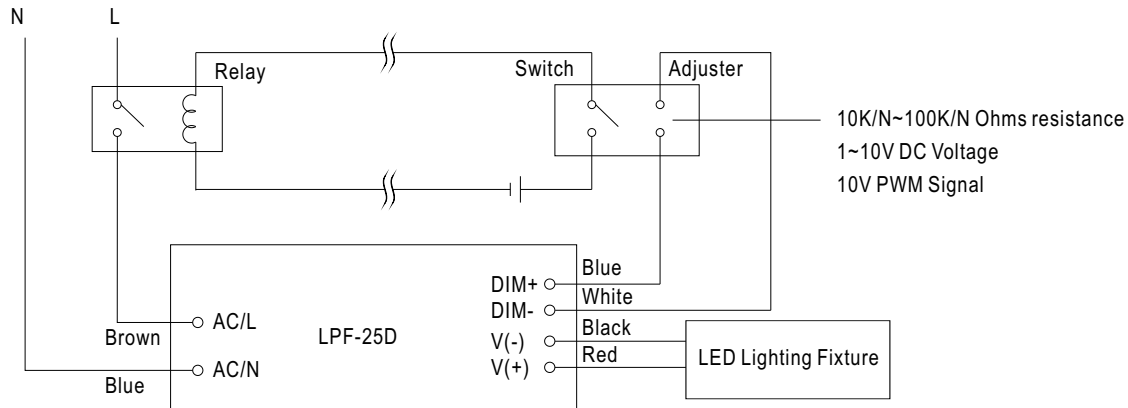 N
L
Relay
Switch
Adjuster
10K/N~100K/N Ohms resistance
1~10V DC Voltage
10V PWM Signal
DIM+
Blue
DIM-
White
AC/L
Brown
LPF-25D
V(-)
Black
V(+)
Red
LED Lighting Fixture
AC/N
Blue